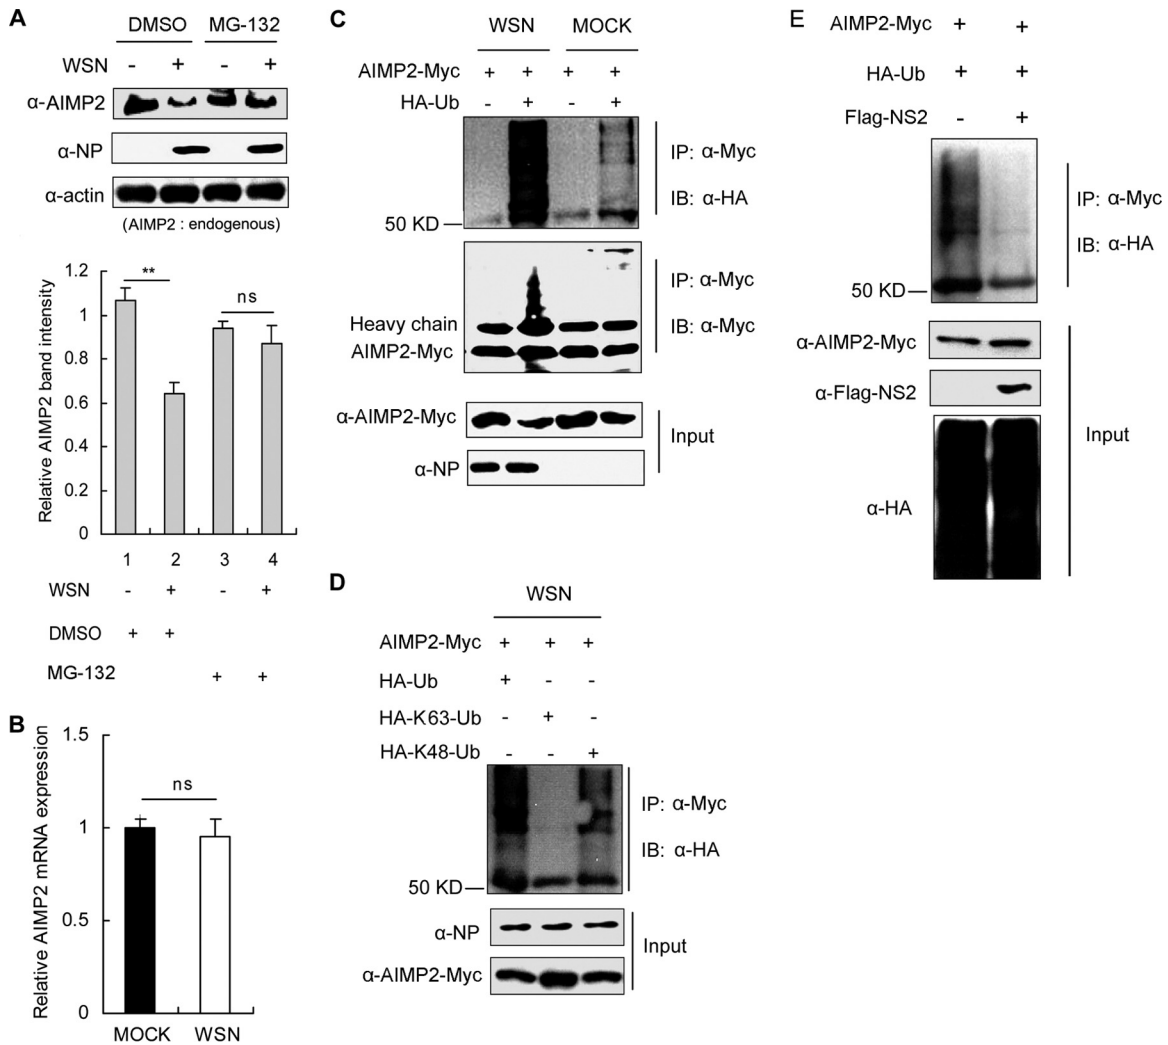 A
DMSO MG-132
WSN - + - +
α-AIMP2
α-NP
α-actin
(AIMP2 : endogenous)
Relative AIMP2 band intensity
1.2
1
0.8
0.6
0.4
0.2
0
**
ns
1 2 3 4
WSN - + - +
DMSO + +
MG-132 + +
B
Relative AIMP2 mRNA expression
1.5
1
0.5
0
ns
MOCK WSN
C
WSN MOCK
AIMP2-Myc + + + +
HA-Ub - + - +
IP: α-Myc
IB: α-HA
50 KD
IP: α-Myc
Heavy chain
IB: α-Myc
AIMP2-Myc
α-AIMP2-Myc
Input
α-NP
D
WSN
AIMP2-Myc + + +
HA-Ub + - -
HA-K63-Ub - + -
HA-K48-Ub - - +
IP: α-Myc
IB: α-HA
50 KD
α-NP
Input
α-AIMP2-Myc
E
AIMP2-Myc + +
HA-Ub + +
Flag-NS2 - +
IP: α-Myc
IB: α-HA
50 KD
α-AIMP2-Myc
α-Flag-NS2
Input
α-HA